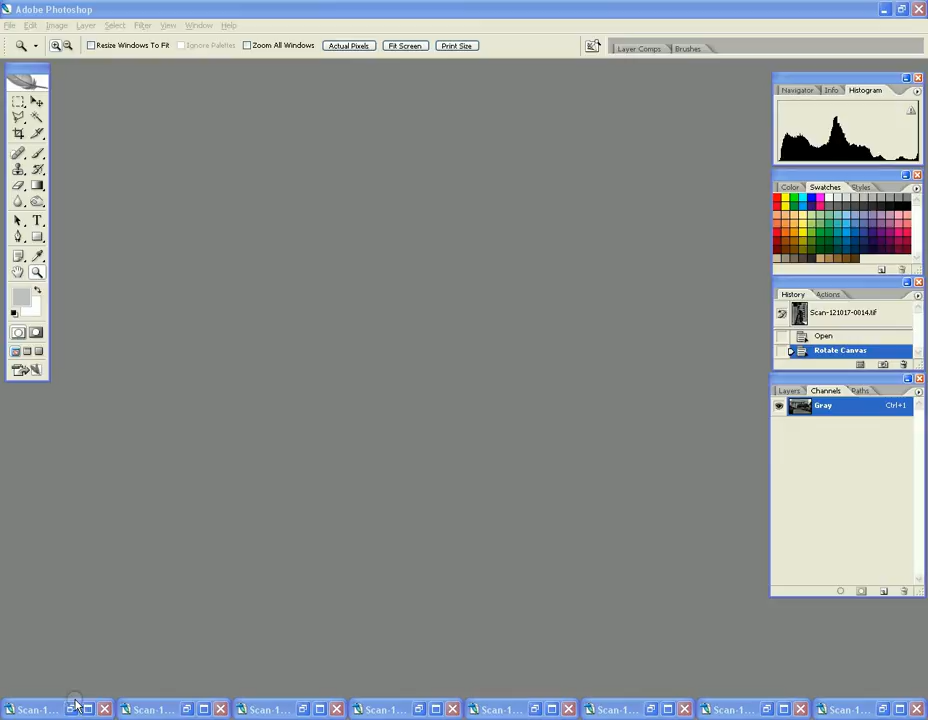 Adobe Photoshop
File Edit Image Layer Select Filter View Window Help
Resize Windows To Fit Ignore Palettes Zoom All Windows Actual Pixels Fit Screen Print Size Layer Comps Brushes
Navigator Info Histogram
Color Swatches Styles
History Actions
Scan-121017-0014.tif
Open
Rotate Canvas
Layers Channels Paths
Gray Ctrl+1
T
Scan-1... Scan-1... Scan-1... Scan-1... Scan-1... Scan-1... Scan-1... Scan-1...